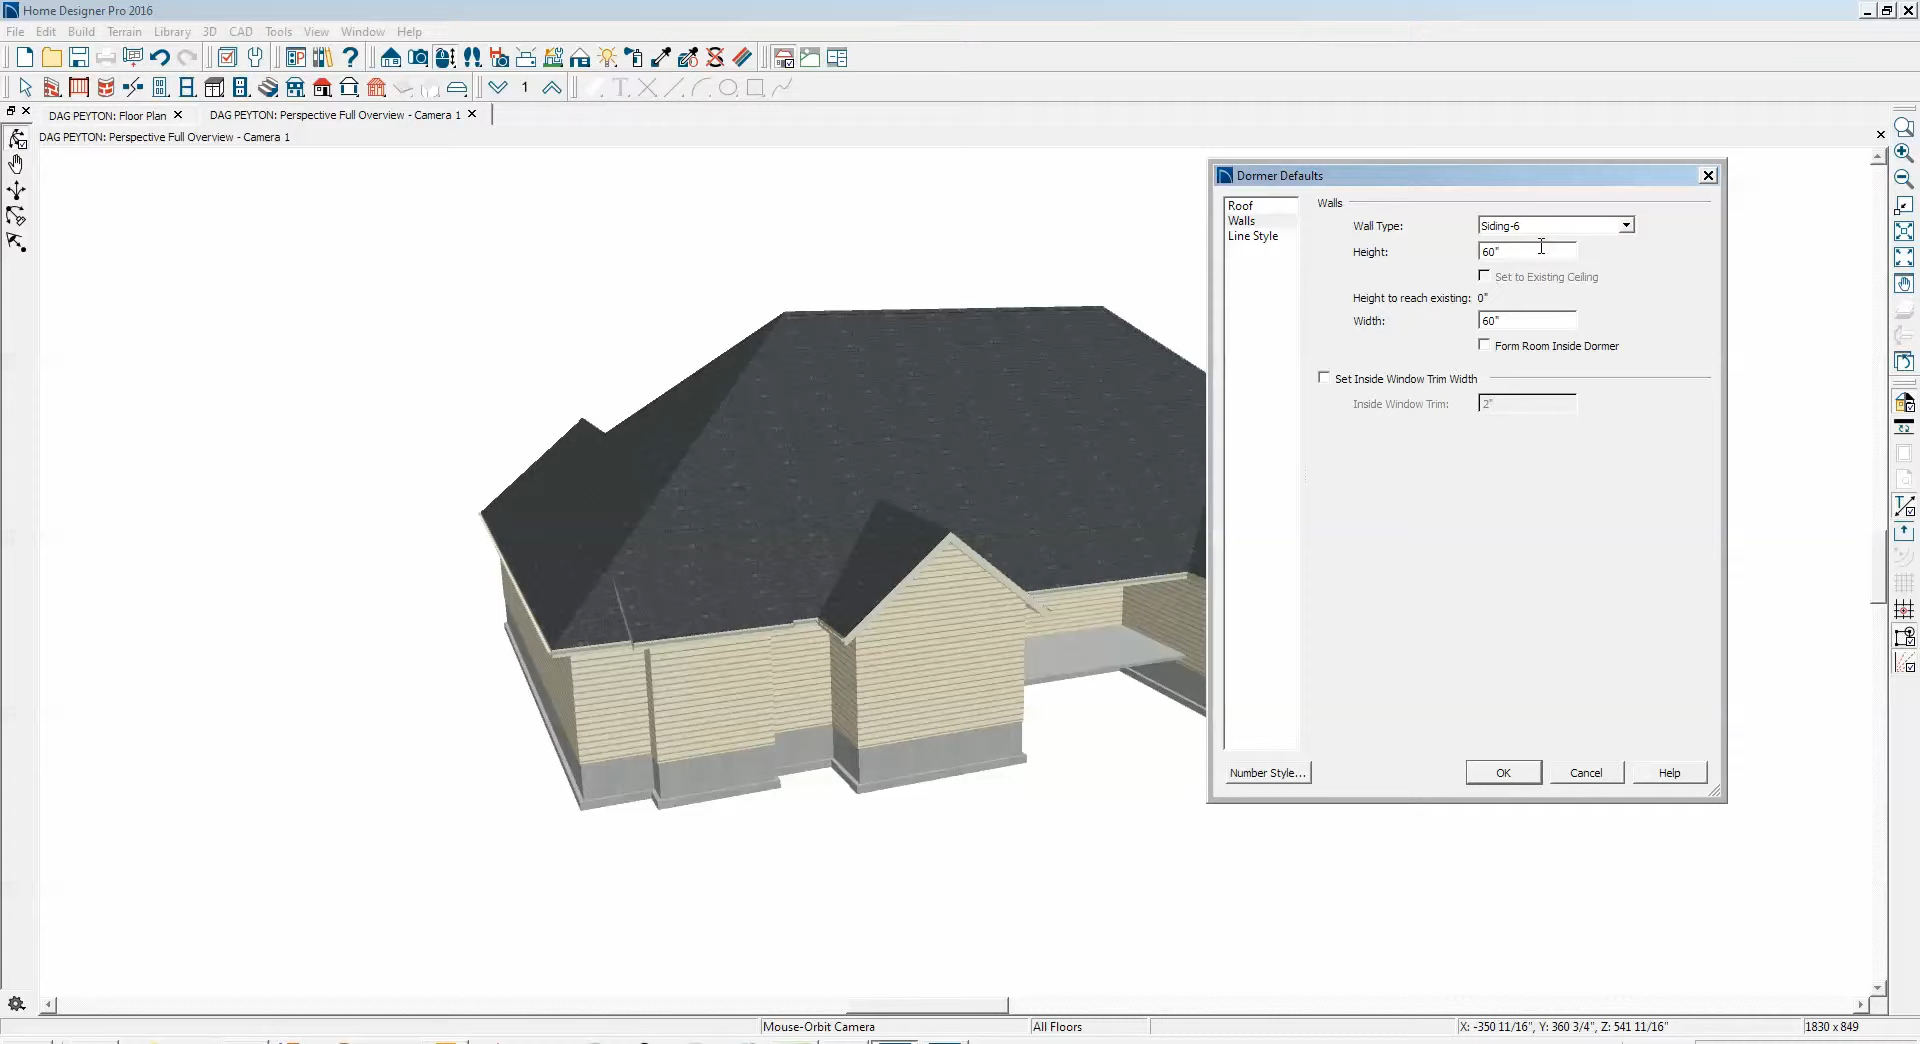 Home Designer Pro 2016
File Edit Build Terrain Library 3D CAD Tools View Window Help
1
DAG PEYTON: Floor Plan
DAG PEYTON: Perspective Full Overview - Camera 1
DAG PEYTON: Perspective Full Overview - Camera 1
Dormer Defaults
Roof
Walls
Line Style
Walls
Wall Type: Siding-6
Height: 60"
Set to Existing Ceiling
Height to reach existing: 0"
Width: 60"
Form Room Inside Dormer
Set Inside Window Trim Width
Inside Window Trim: 2"
Number Style... OK Cancel Help
Mouse-Orbit Camera All Floors X: -350 11/16", Y: 360 3/4", Z: 541 11/16" 1830 x 849